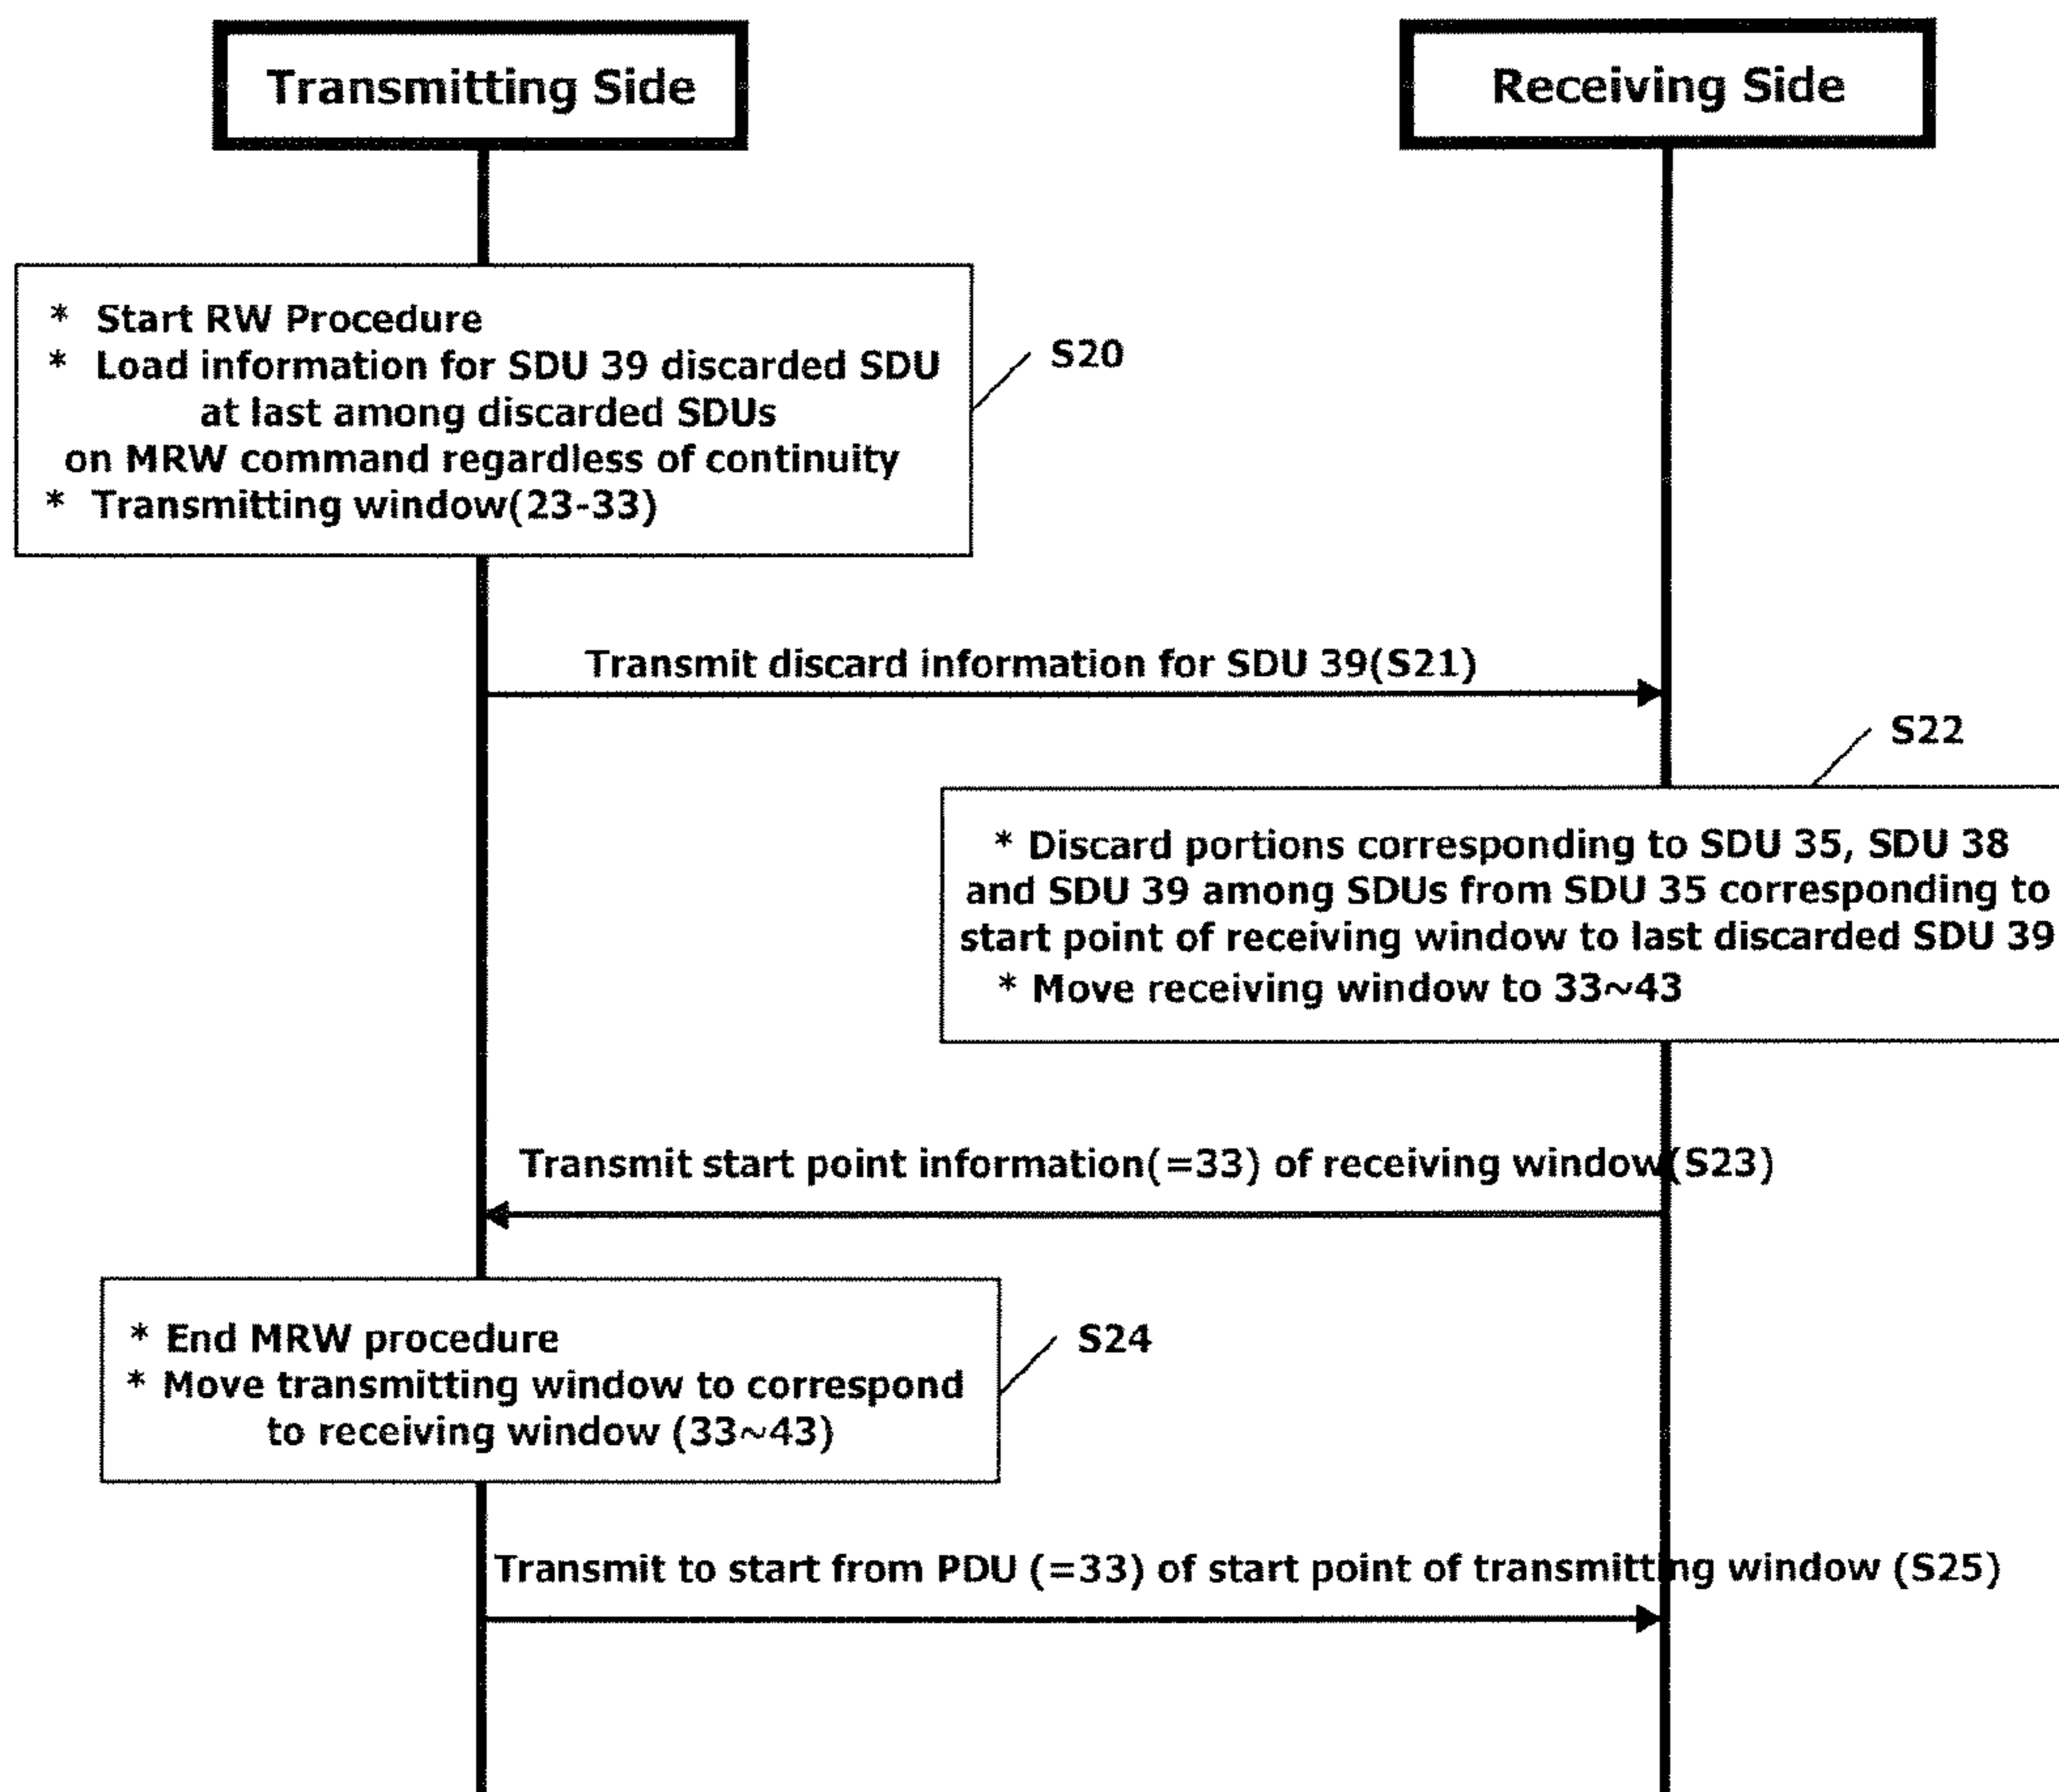 Transmitting Side
Receiving Side
* Start RW Procedure
* Load information for SDU 39 discarded SDU
at last among discarded SDUs
on MRW command regardless of continuity
* Transmitting window(23-33)
S20
Transmit discard information for SDU 39(S21)
S22
* Discard portions corresponding to SDU 35, SDU 38
and SDU 39 among SDUs from SDU 35 corresponding to
start point of receiving window to last discarded SDU 39
* Move receiving window to 33~43
Transmit start point information(=33) of receiving window(S23)
* End MRW procedure
* Move transmitting window to correspond
to receiving window (33~43)
S24
Transmit to start from PDU (=33) of start point of transmitting window (S25)